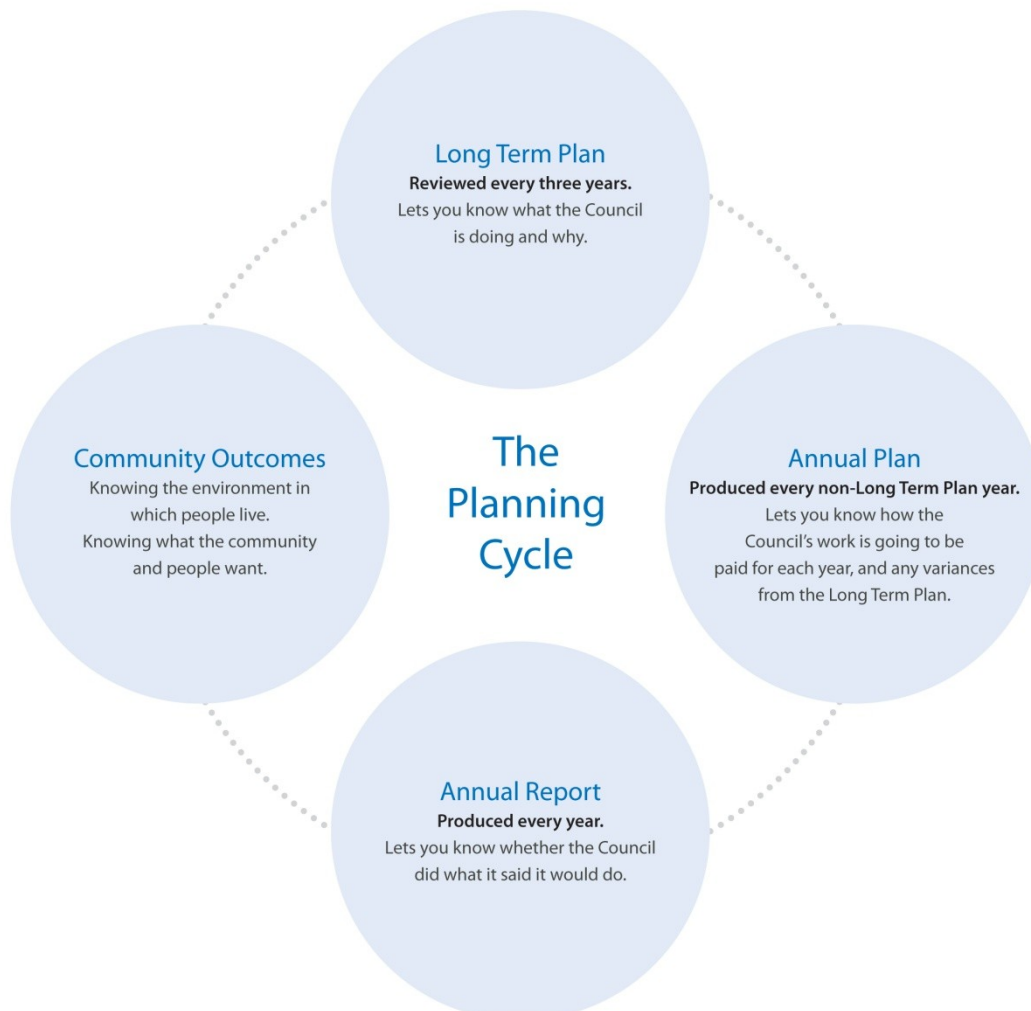 Long Term Plan
Reviewed every three years.
Lets you know what the Council
is doing and why.
Community Outcomes
Knowing the environment in
which people live.
Knowing what the community
and people want.
The
Planning
Cycle
Annual Plan
Produced every non-Long Term Plan year.
Lets you know how the
Council’s work is going to be
paid for each year, and any variances
from the Long Term Plan.
Annual Report
Produced every year.
Lets you know whether the Council
did what it said it would do.